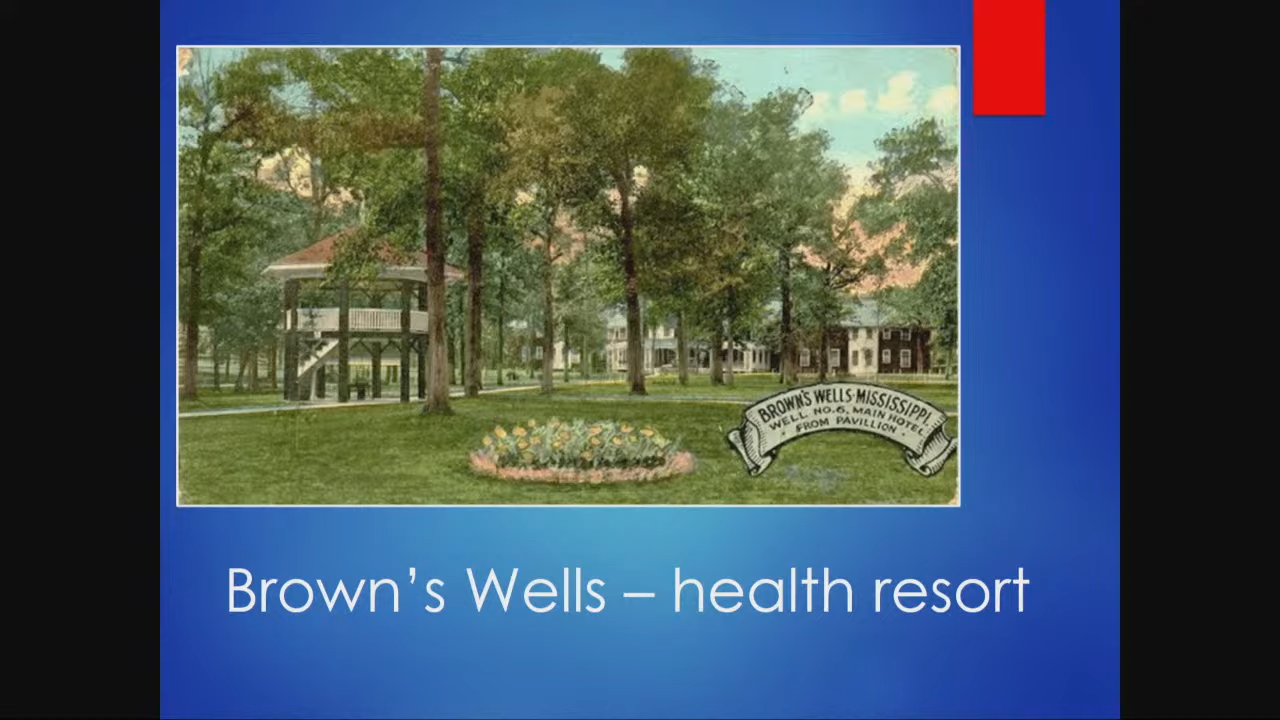 BROWN'S WELLS-MISSISSIPPI.
WELL NO.6, MAIN HOTEL
FROM PAVILLION
Brown's Wells – health resort